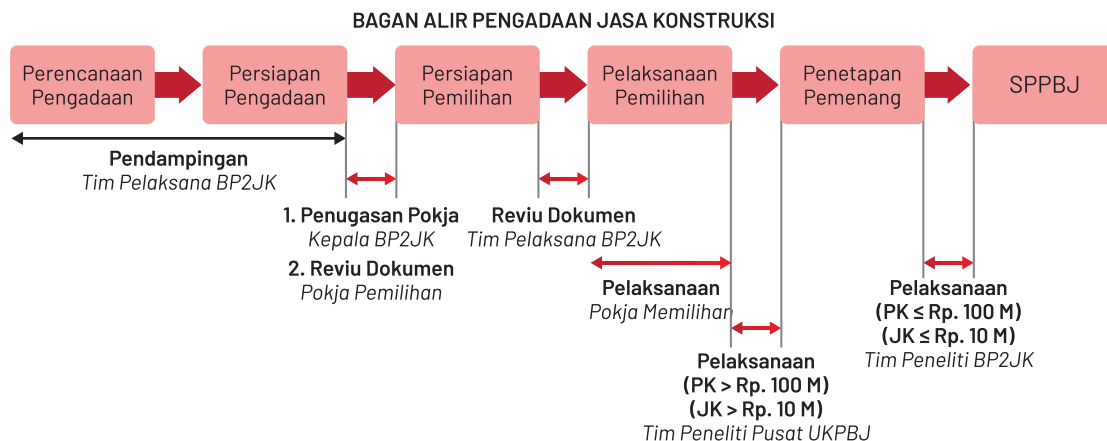 BAGAN ALIR PENGADAAN JASA KONSTRUKSI
Perencanaan
Pengadaan
Persiapan
Pengadaan
Persiapan
Pemilihan
Pelaksanaan
Pemilihan
Penetapan
Pemenang
SPPBJ
Pendampingan
Tim Pelaksana BP2JK
1. Penugasan Pokja
Kepala BP2JK
2. Reviu Dokumen
Pokja Pemilihan
Reviu Dokumen
Tim Pelaksana BP2JK
Pelaksanaan
Pokja Memilihan
Pelaksanaan
(PK > Rp. 100 M)
(JK > Rp. 10 M)
Tim Peneliti Pusat UKPBJ
Pelaksanaan
(PK ≤ Rp. 100 M)
(JK ≤ Rp. 10 M)
Tim Peneliti BP2JK